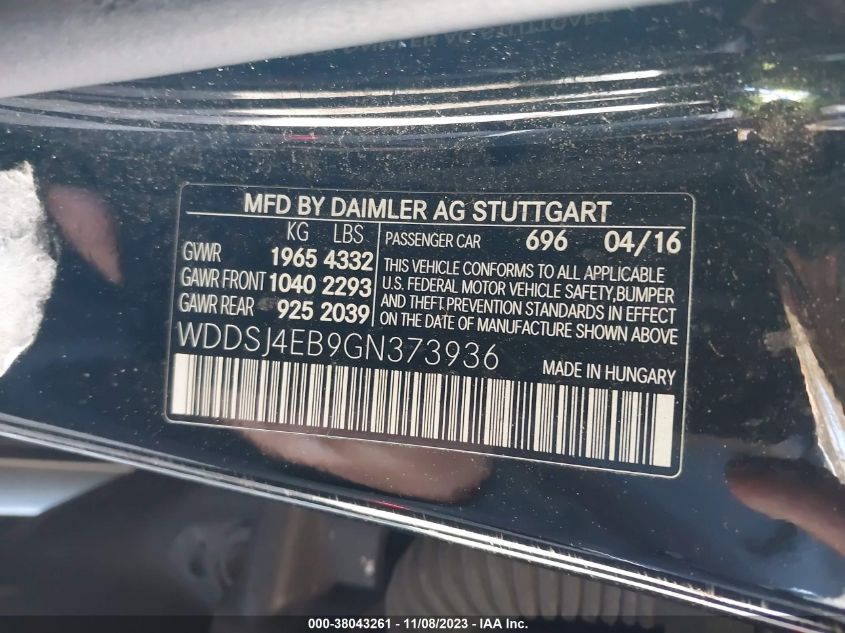 MFD BY DAIMLER AG STUTTGART
KG LBS
GVWR 1965 4332
GAWR FRONT 1040 2293
GAWR REAR 925 2039
PASSENGER CAR 696 04/16
THIS VEHICLE CONFORMS TO ALL APPLICABLE
U.S. FEDERAL MOTOR VEHICLE SAFETY,BUMPER
AND THEFT PREVENTION STANDARDS IN EFFECT
ON THE DATE OF MANUFACTURE SHOWN ABOVE
WDDSJ4EB9GN373936
MADE IN HUNGARY
000-38043261 - 11/08/2023 - IAA Inc.